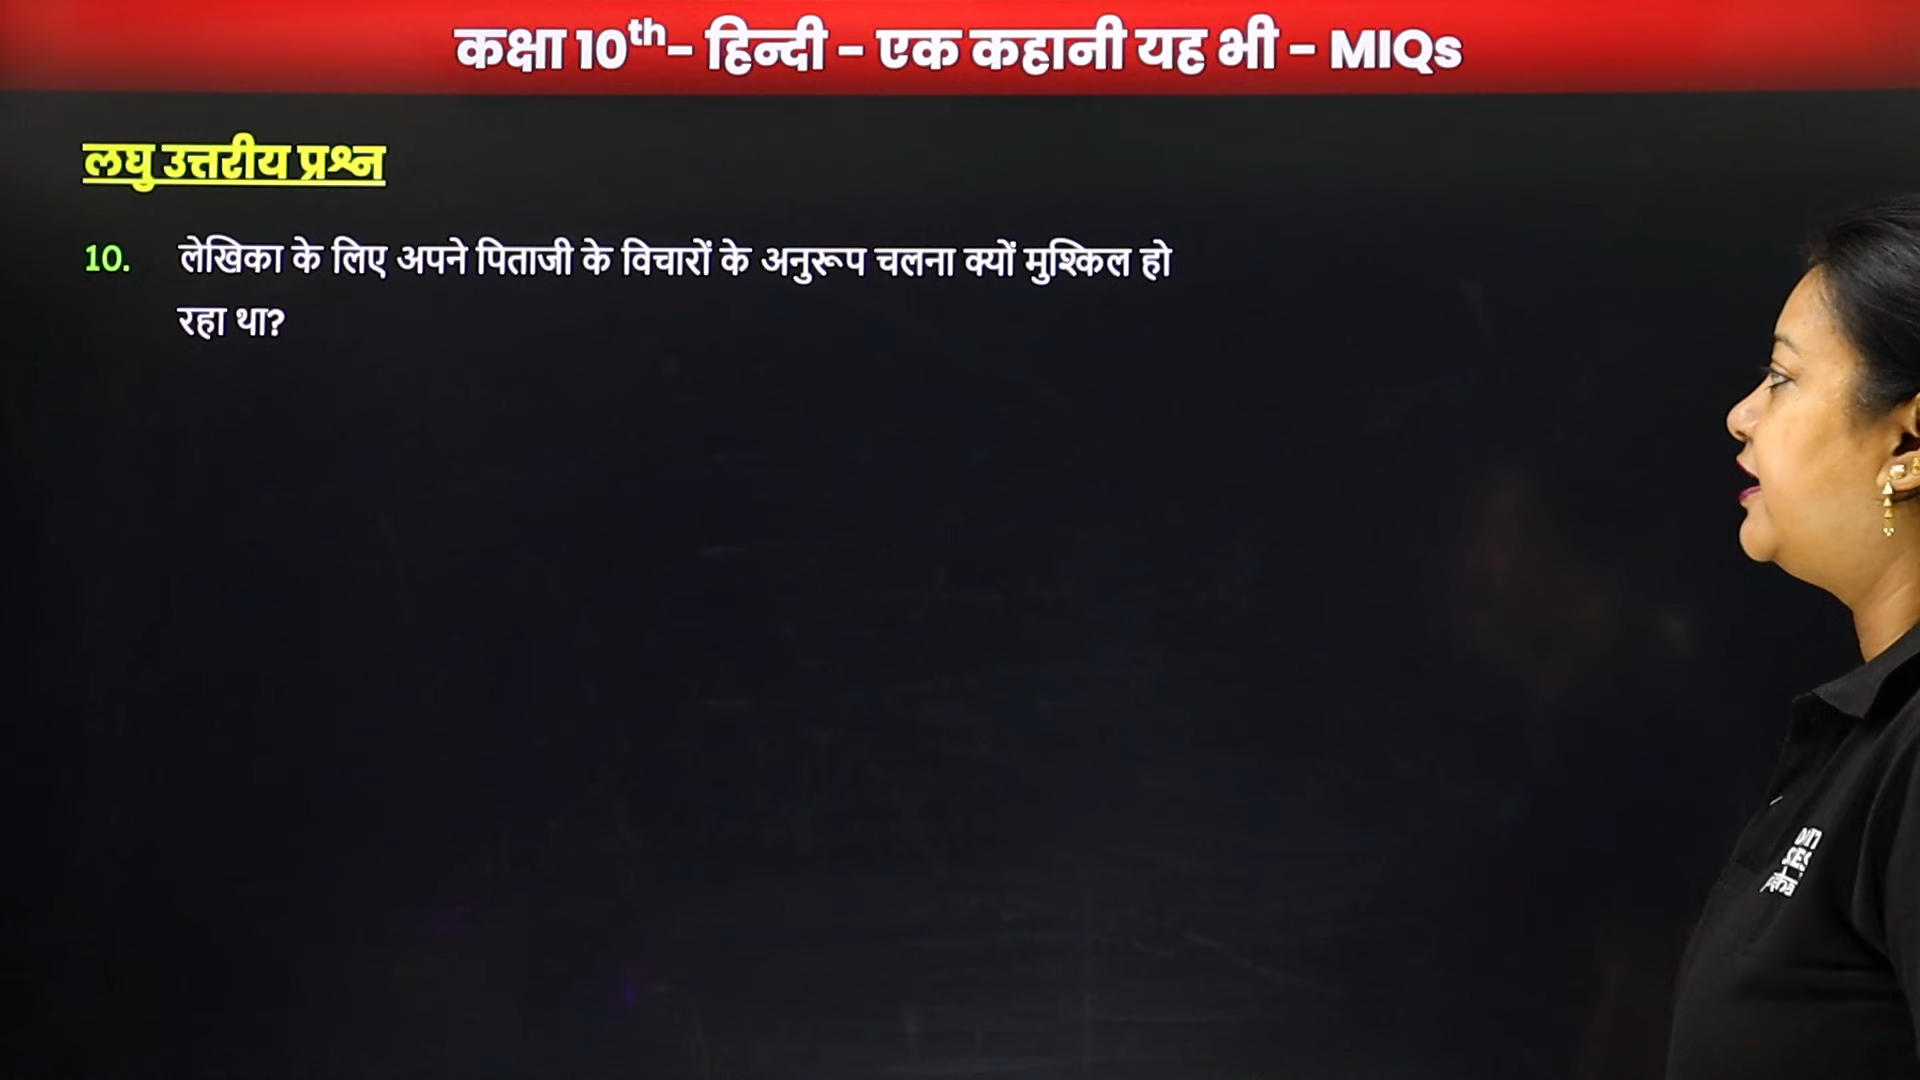 कक्षा 10th- हिन्दी - एक कहानी यह भी - MIQs
लघु उत्तरीय प्रश्न
10. लेखिका के लिए अपने पिताजी के विचारों के अनुरूप चलना क्यों मुश्किल हो
रहा था?